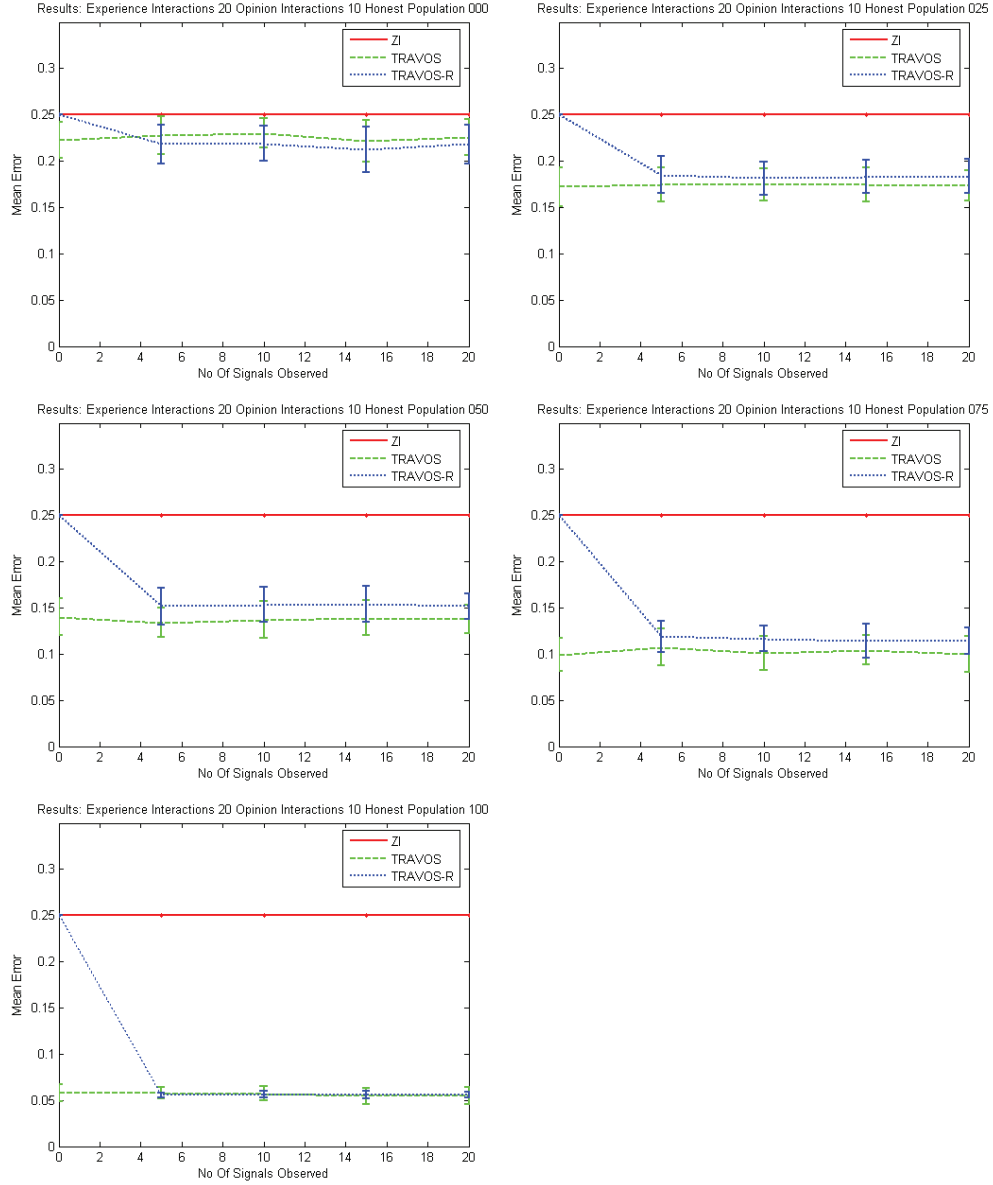 Results: Experience Interactions 20 Opinion Interactions 10 Honest Population 000
ZI
TRAVOS
TRAVOS-R
0.3
0.25
0.2
0.15
0.1
0.05
0
Mean Error
0 2 4 6 8 10 12 14 16 18 20
No Of Signals Observed
Results: Experience Interactions 20 Opinion Interactions 10 Honest Population 025
ZI
TRAVOS
TRAVOS-R
0.3
0.25
0.2
0.15
0.1
0.05
0
Mean Error
0 2 4 6 8 10 12 14 16 18 20
No Of Signals Observed
Results: Experience Interactions 20 Opinion Interactions 10 Honest Population 050
ZI
TRAVOS
TRAVOS-R
0.3
0.25
0.2
0.15
0.1
0.05
0
Mean Error
0 2 4 6 8 10 12 14 16 18 20
No Of Signals Observed
Results: Experience Interactions 20 Opinion Interactions 10 Honest Population 075
ZI
TRAVOS
TRAVOS-R
0.3
0.25
0.2
0.15
0.1
0.05
0
Mean Error
0 2 4 6 8 10 12 14 16 18 20
No Of Signals Observed
Results: Experience Interactions 20 Opinion Interactions 10 Honest Population 100
ZI
TRAVOS
TRAVOS-R
0.3
0.25
0.2
0.15
0.1
0.05
0
Mean Error
0 2 4 6 8 10 12 14 16 18 20
No Of Signals Observed